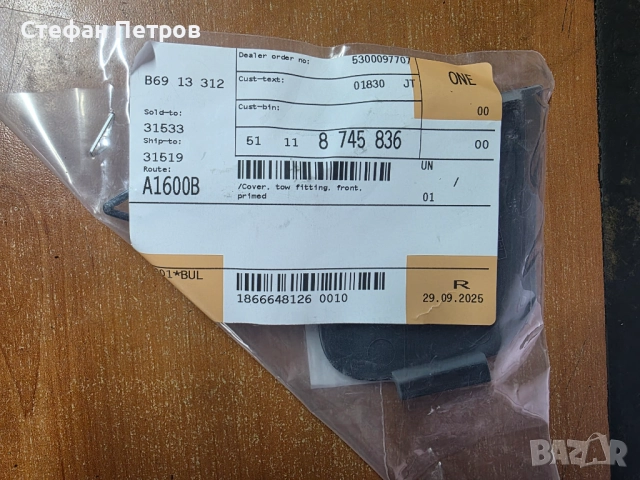 Стефан Петров
Dealer order no: 5300097707
B69 13 312
Cust-text: 01830 JT
ONE
Cust-bin:
00
Sold-to:
31533
Ship-to:
31519
51 11 8 745 836
00
Route:
A1600B
UN
/
01
/Cover, tow fitting, front,
primed
01*BUL
1866648126 0010
R
29.09.2025
BAZAR